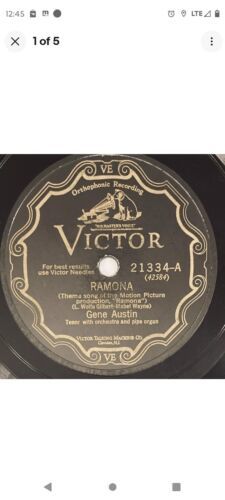 12:45
LTE
1 of 5
VE
Orthophonic Recording
"HIS MASTER'S VOICE"
VICTOR
For best results
use Victor Needles
21334-A
(42584)
RAMONA
(Theme song of the Motion Picture
production, "Ramona")
(L. Wolfe Gilbert-Mabel Wayne)
Gene Austin
Tenor with orchestra and pipe organ
VICTOR TALKING MACHINE CO.
Camden, N.J.
VE